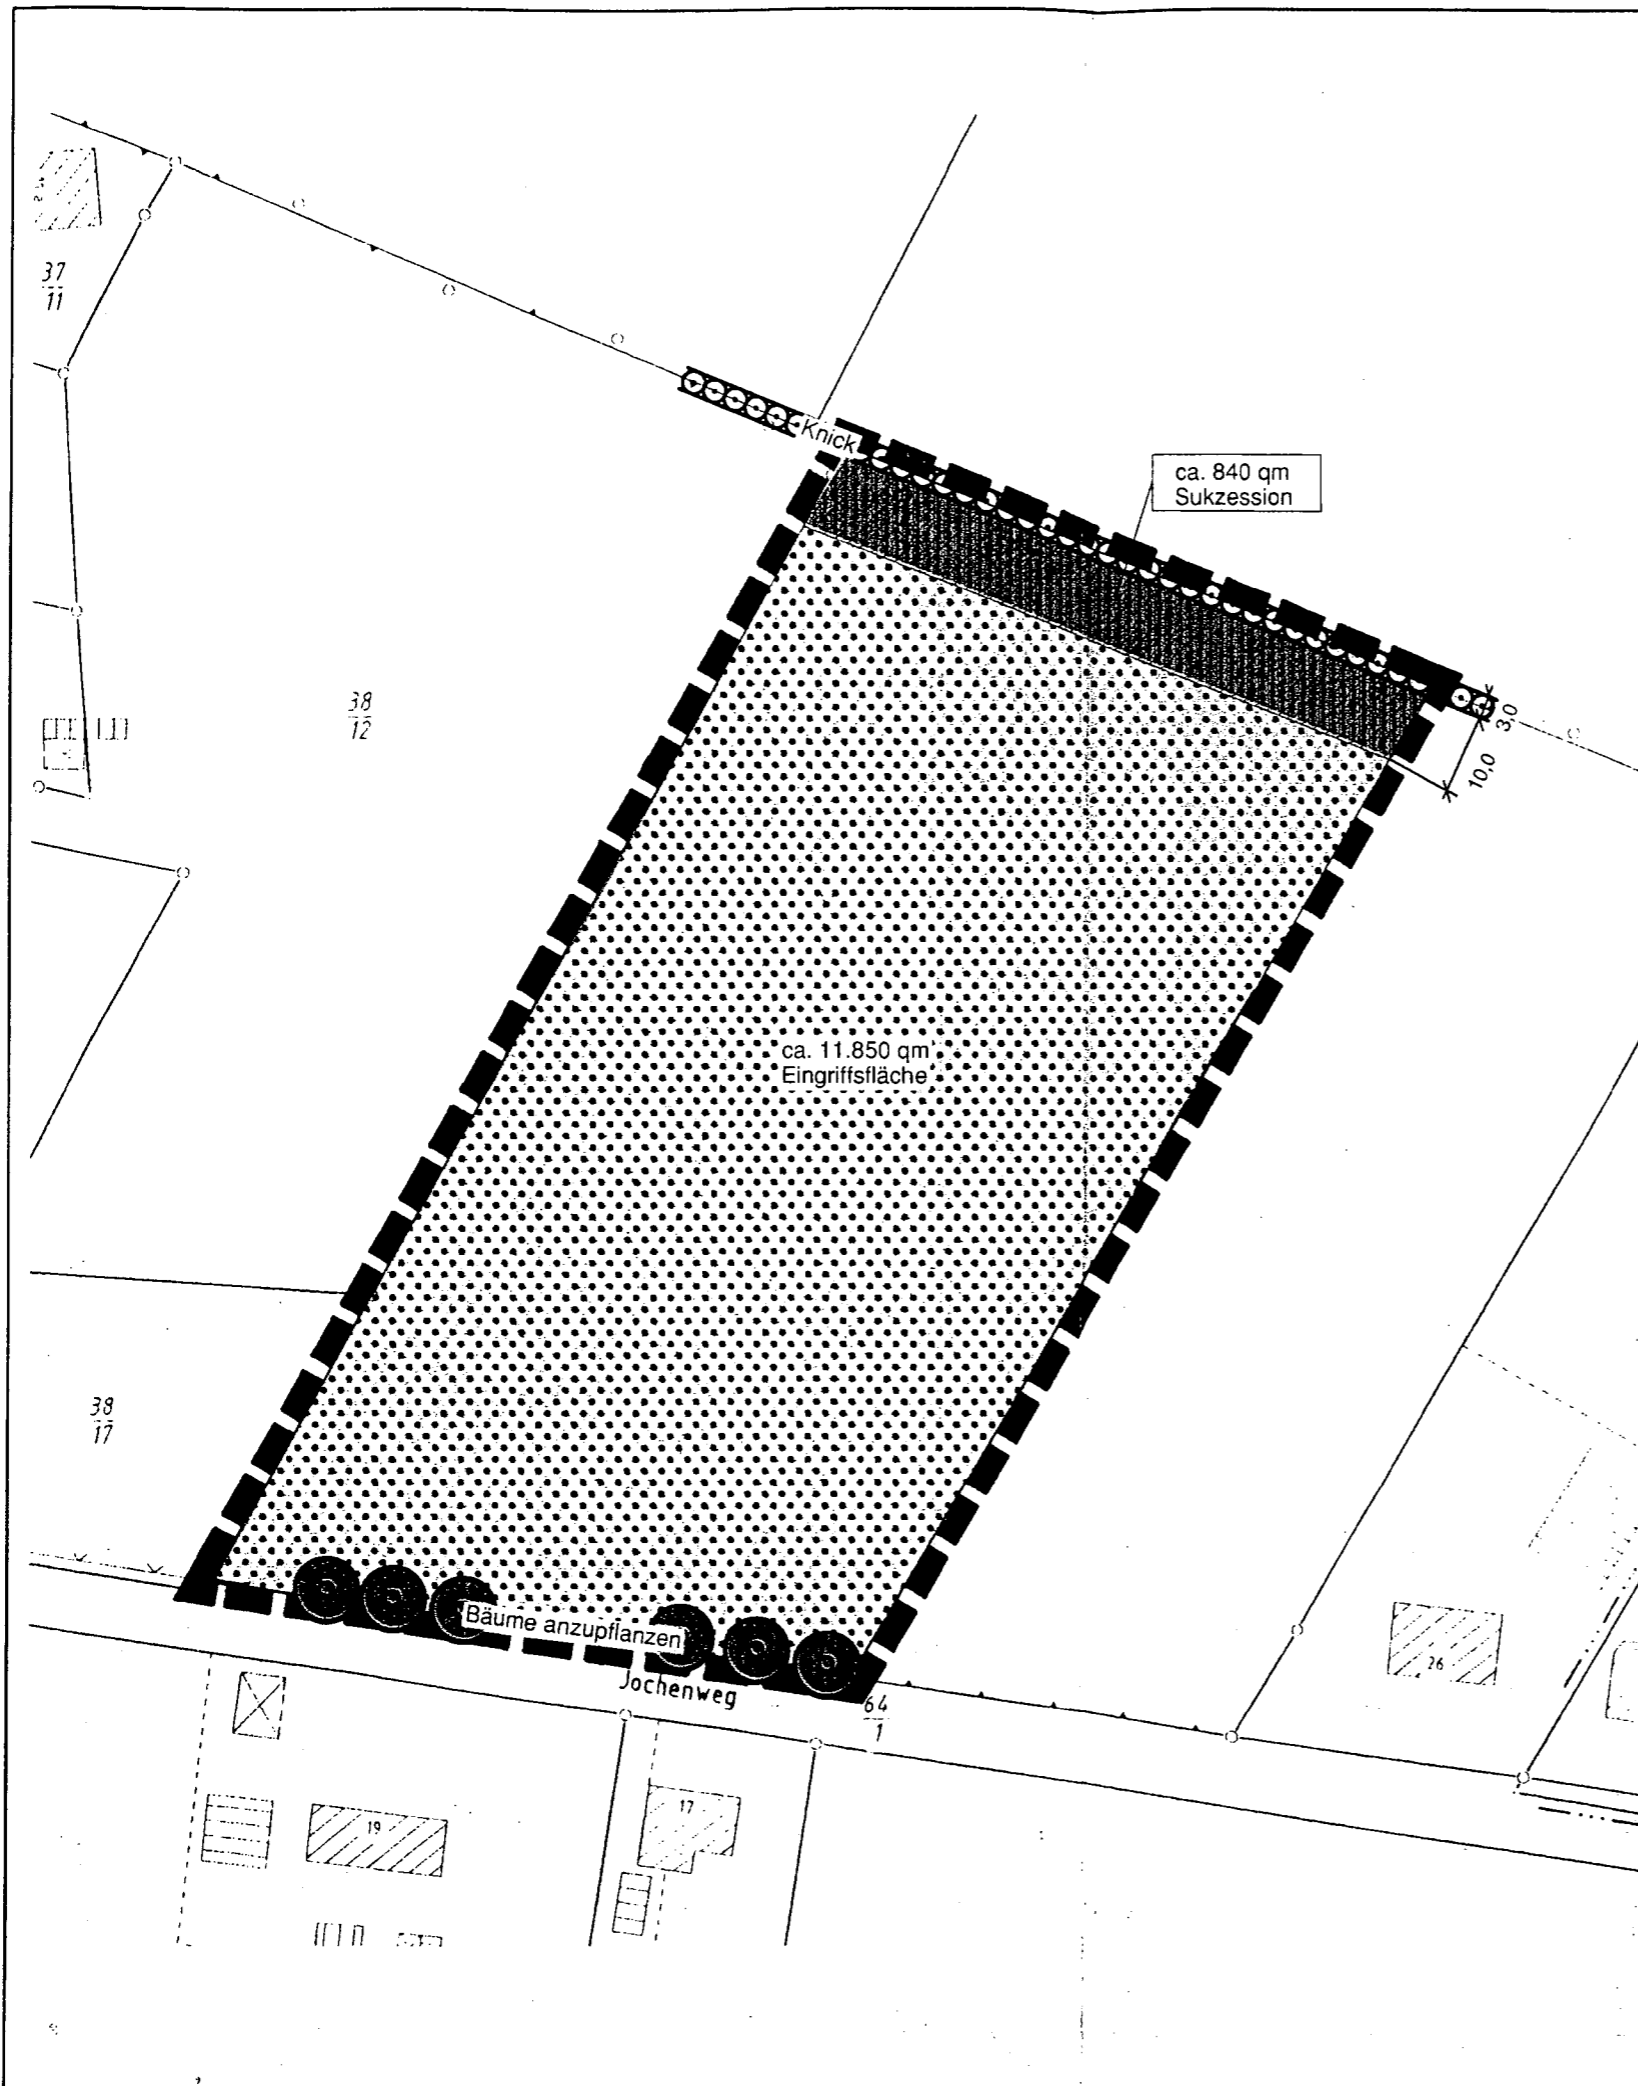 37
11
Knick
ca. 840 qm
Sukzession
38
12
3,0
10,0
ca. 11.850 qm
Eingriffsfläche
38
17
Bäume anzupflanzen
Jochenweg
64
1
26
17
19